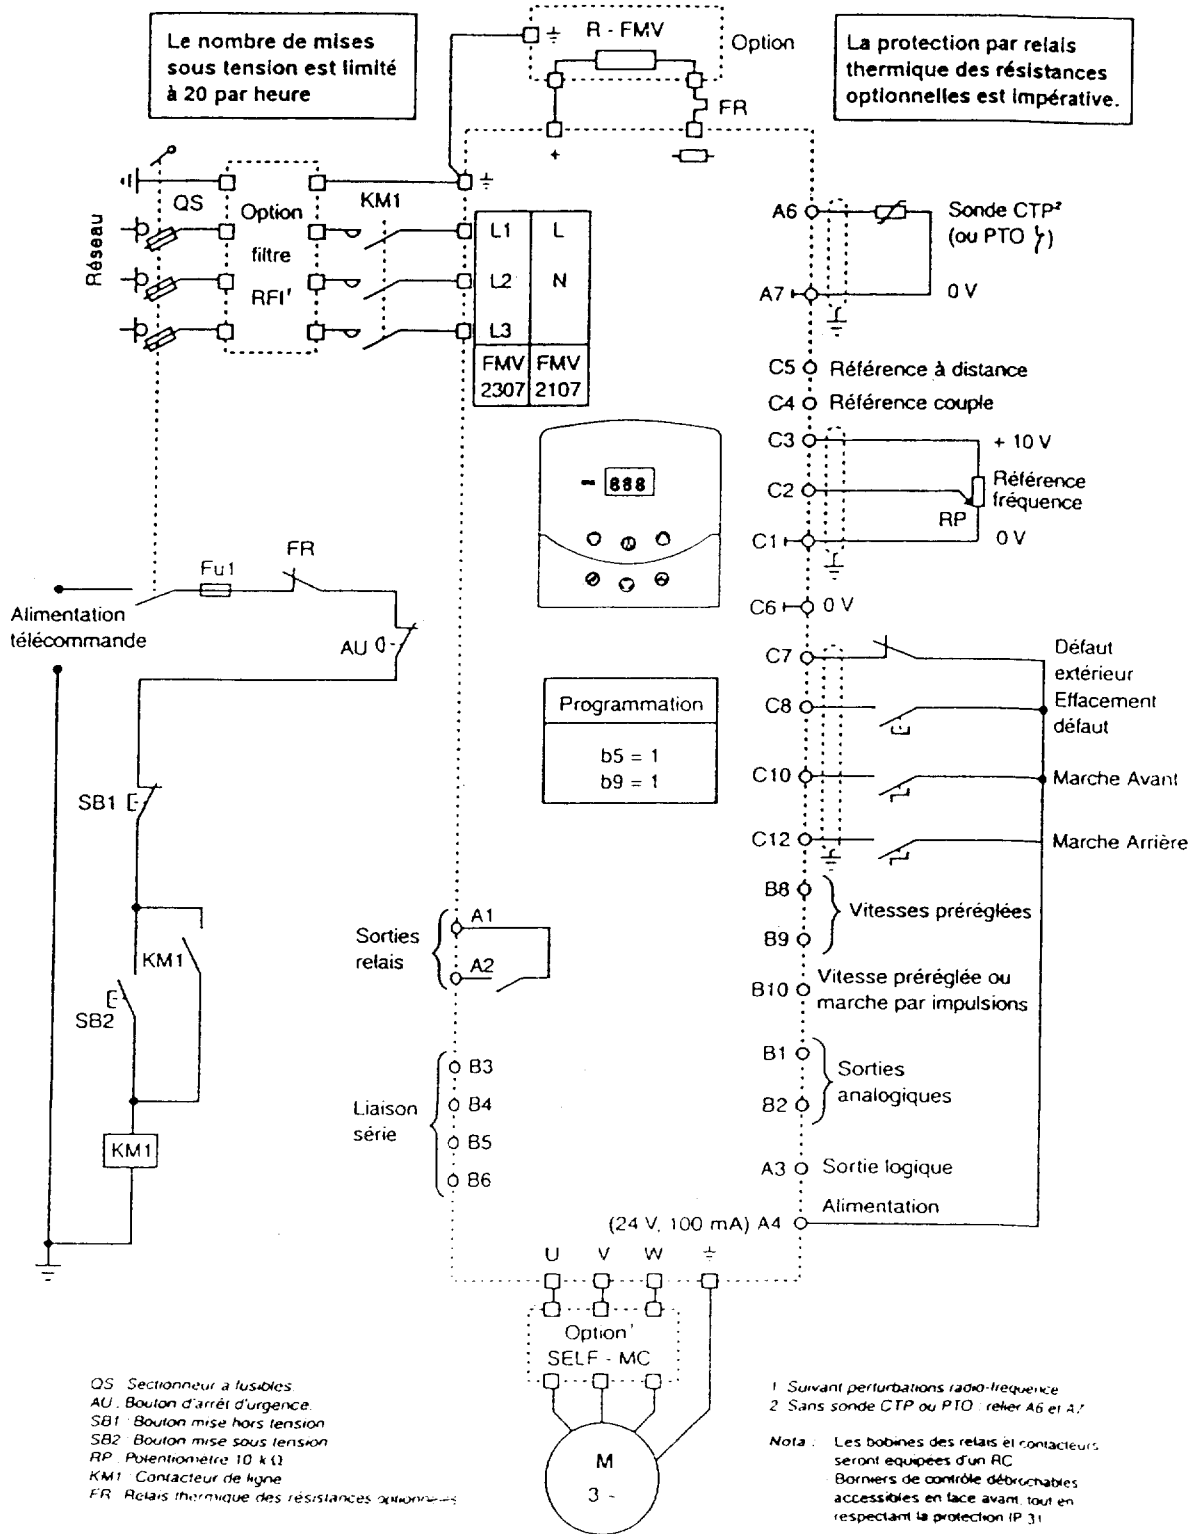 Le nombre de mises
sous tension est limité
à 20 par heure
R - FMV
Option
La protection par relais
thermique des résistances
optionnelles est impérative.
FR
+
Réseau
QS
Option
filtre
RFI¹
KM1
L1 L
L2 N
L3
FMV FMV
2307 2107
A6
Sonde CTP²
(ou PTO )
A7
0 V
C5 Référence à distance
C4 Référence couple
C3
+ 10 V
C2
Référence
fréquence
RP
C1
0 V
C6
0 V
888
Alimentation
télécommande
Fu1
FR
AU
C7
Défaut
extérieur
C8
Effacement
défaut
C10
Marche Avant
C12
Marche Arrière
Programmation
b5 = 1
b9 = 1
SB1
KM1
SB2
KM1
Sorties
relais
A1
A2
B8
B9
Vitesses préréglées
B10
Vitesse préréglée ou
marche par impulsions
Liaison
série
B3
B4
B5
B6
B1
B2
Sorties
analogiques
A3 Sortie logique
Alimentation
(24 V, 100 mA) A4
U V W
Option¹
SELF - MC
M
3 ~
QS : Sectionneur à fusibles.
AU : Bouton d'arrêt d'urgence.
SB1 : Bouton mise hors tension
SB2 : Bouton mise sous tension
RP : Potentiomètre 10 k Ω
KM1 : Contacteur de ligne
FR : Relais thermique des résistances optionnelles
1 Suivant perturbations radio-fréquence
2 Sans sonde CTP ou PTO : relier A6 et A7
Nota : Les bobines des relais et contacteurs
seront équipées d'un RC
Borniers de contrôle débrochables
accessibles en face avant, tout en
respectant la protection IP 31